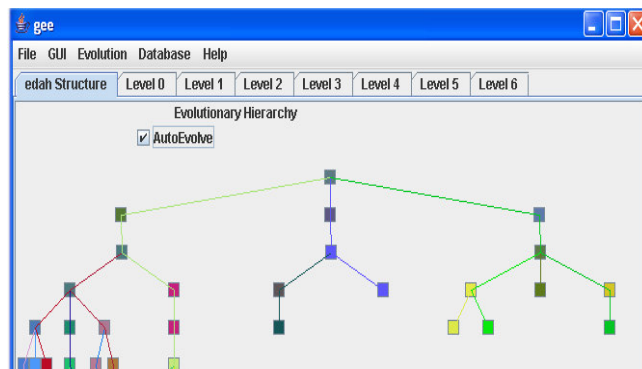 gee
File GUI Evolution Database Help
edah Structure Level 0 Level 1 Level 2 Level 3 Level 4 Level 5 Level 6
Evolutionary Hierarchy
AutoEvolve